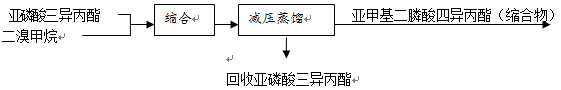 亚磷酸三异丙酯
二溴甲烷
缩合
减压蒸馏
亚甲基二膦酸四异丙酯（缩合物）
回收亚磷酸三异丙酯